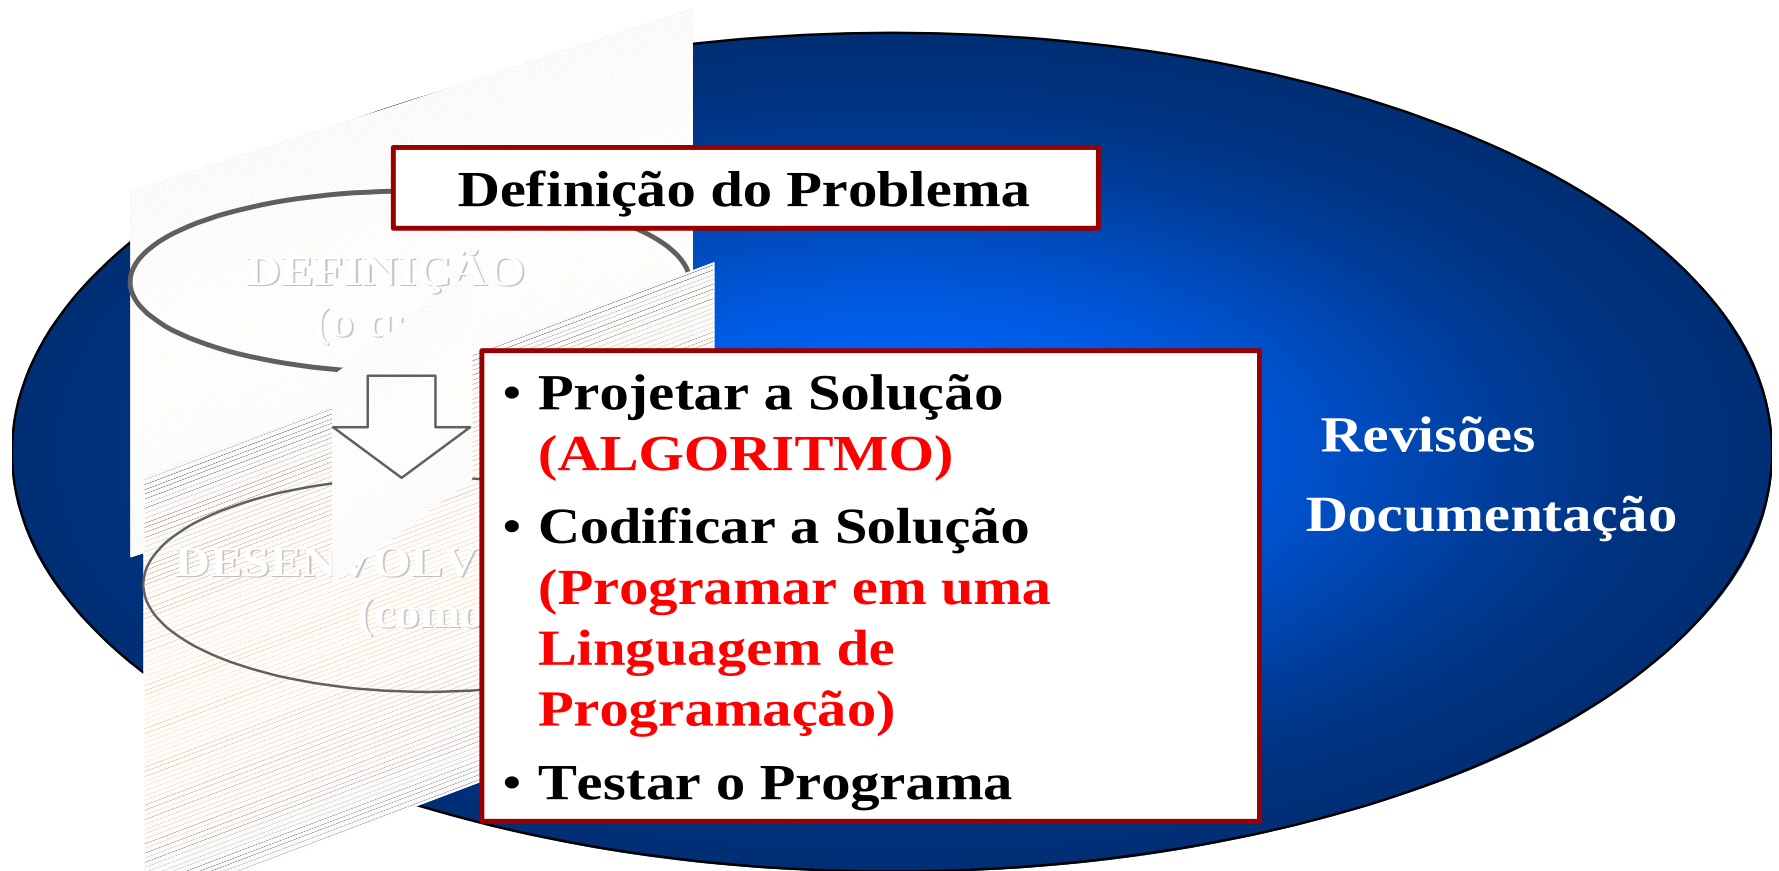 Definição do Problema
DEFINIÇÃO
(o
• Projetar a Solução
(ALGORITMO)
• Codificar a Solução
(Programar em uma
Linguagem de
Programação)
• Testar o Programa
Revisões
Documentação